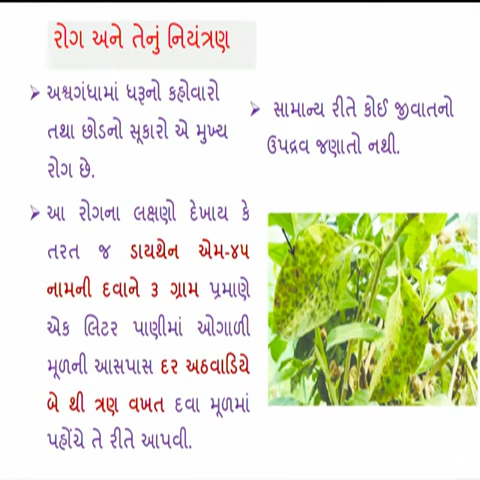 રોગ અને તેનું નિયંત્રણ
➤ અશ્વગંધામાં ધરૂનો કહોવારો
તથા છોડનો સૂકારો એ મુખ્ય
રોગ છે.
➤ આ રોગના લક્ષણો દેખાય કે
તરત જ ડાયથેન એમ-૪૫
નામની દવાને ૩ ગ્રામ પ્રમાણે
એક લિટર પાણીમાં ઓગાળી
મૂળની આસપાસ દર અઠવાડિયે
બે થી ત્રણ વખત દવા મૂળમાં
પહોંચે તે રીતે આપવી.
➤ સામાન્ય રીતે કોઈ જીવાતનો
ઉપદ્રવ જણાતો નથી.